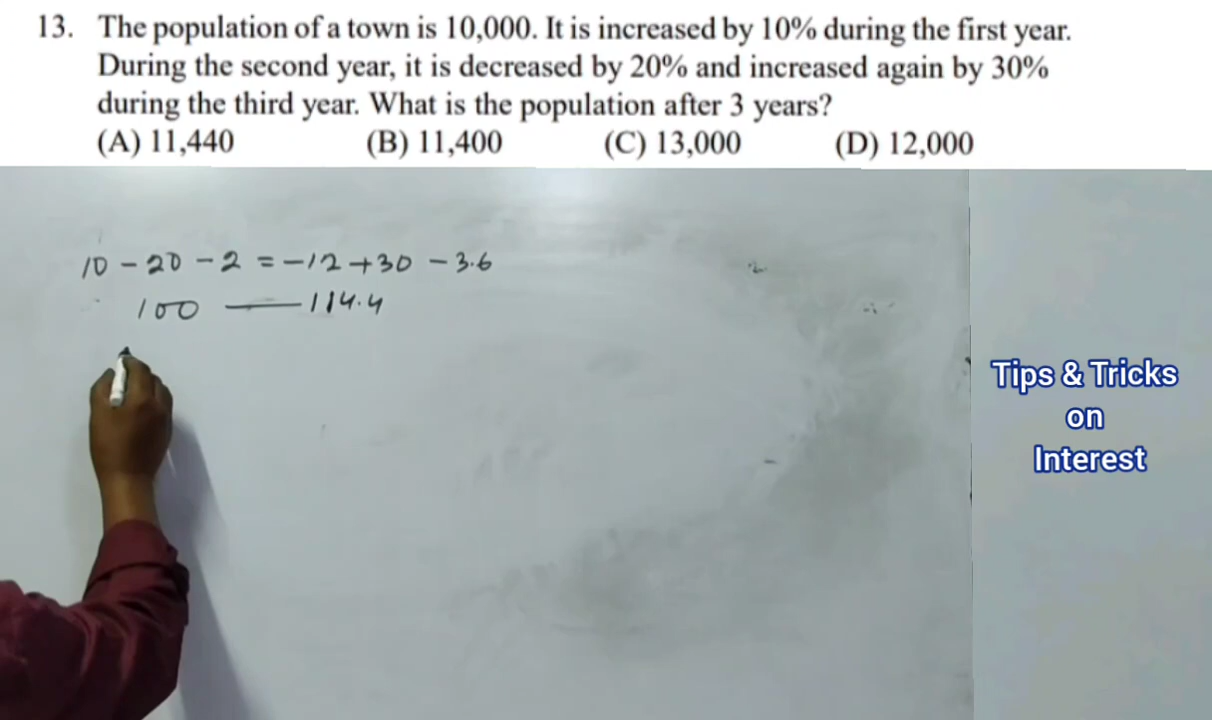 13. The population of a town is 10,000. It is increased by 10% during the first year.
During the second year, it is decreased by 20% and increased again by 30%
during the third year. What is the population after 3 years?
(A) 11,440 (B) 11,400 (C) 13,000 (D) 12,000
10 - 20 - 2 = -12 + 30 - 3.6
100 —— 114.4
Tips & Tricks
on
Interest